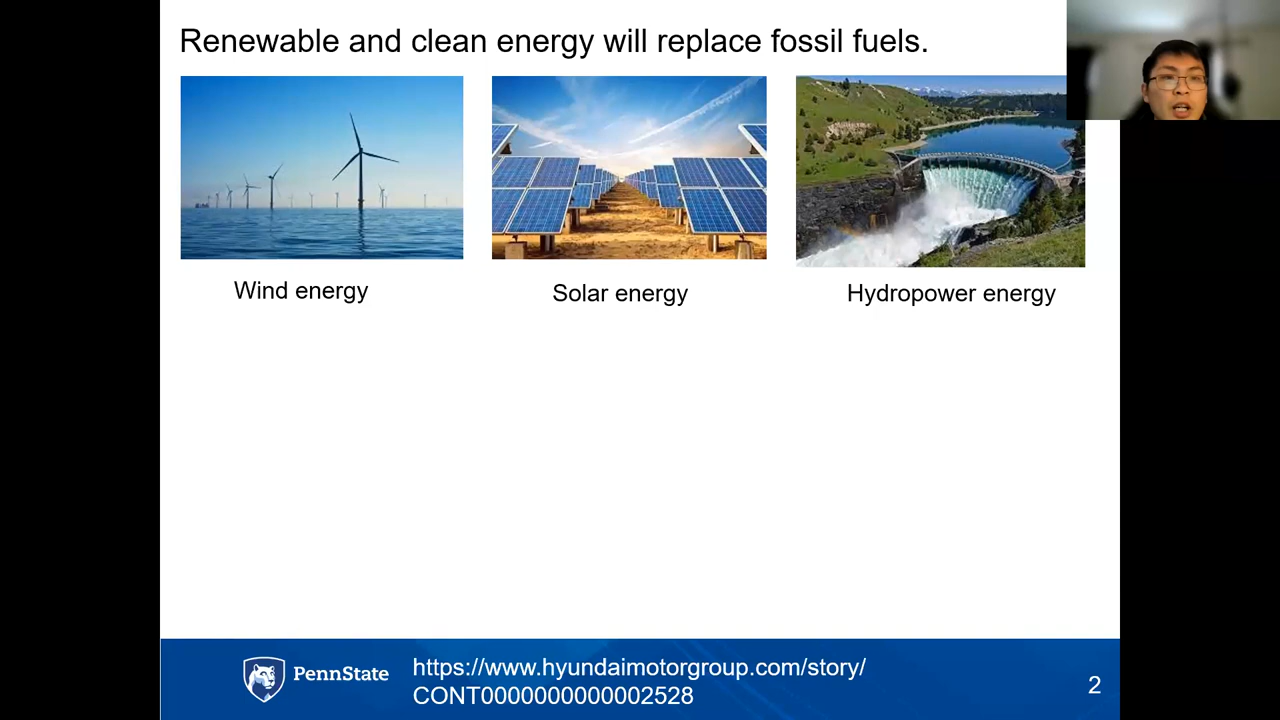 Renewable and clean energy will replace fossil fuels.
Wind energy
Solar energy
Hydropower energy
PennState
https://www.hyundaimotorgroup.com/story/
CONT0000000000002528
2